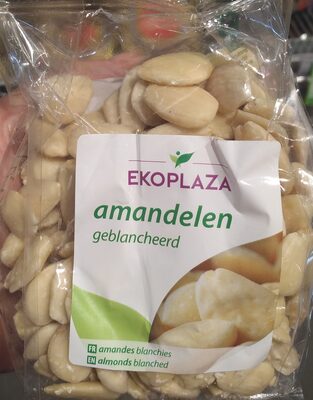 EKOPLAZA
amandelen
geblancheerd
FR amandes blanchies
EN almonds blanched